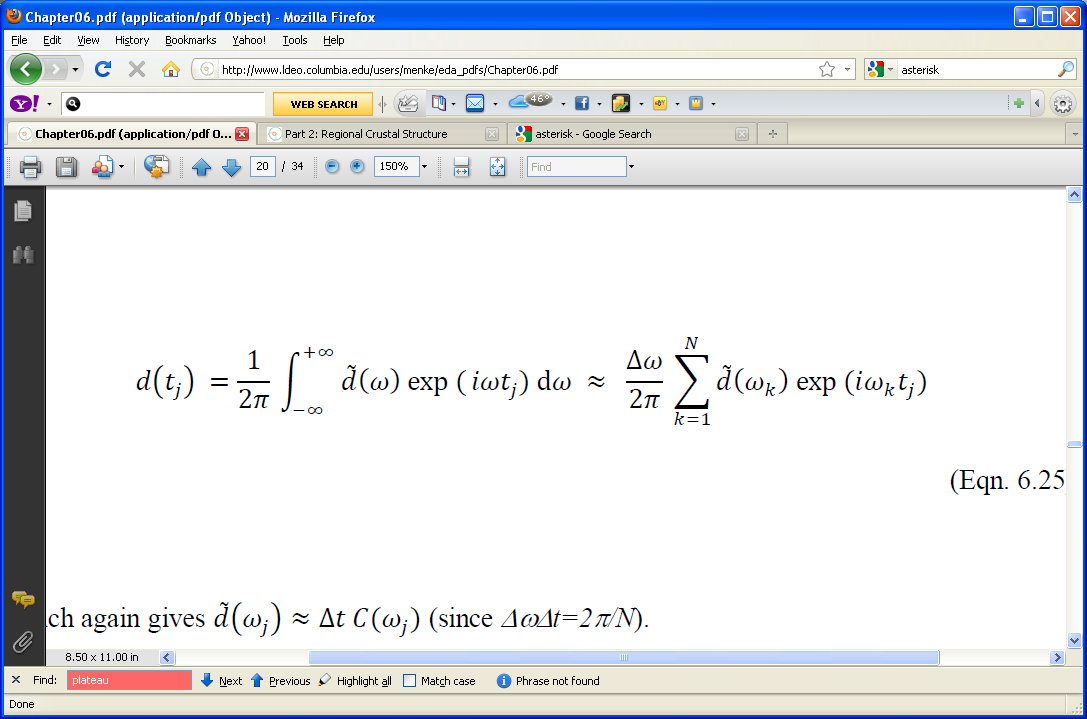 Chapter06.pdf (application/pdf Object) - Mozilla Firefox
File Edit View History Bookmarks Yahoo! Tools Help
http://www.ldeo.columbia.edu/users/menke/eda_pdfs/Chapter06.pdf asterisk
Y! WEB SEARCH 46°
Chapter06.pdf (application/pdf O... Part 2: Regional Crustal Structure asterisk - Google Search
20 / 34 150% Find
d(t_j) = 1/2π ∫_{−∞}^{+∞} d̃(ω) exp (iωt_j) dω ≈ Δω/2π ∑_{k=1}^{N} d̃(ω_k) exp (iω_k t_j)
(Eqn. 6.25
ch again gives d̃(ω_j) ≈ Δt C(ω_j) (since ΔωΔt=2π/N).
8.50 x 11.00 in
Find: plateau Next Previous Highlight all Match case Phrase not found
Done